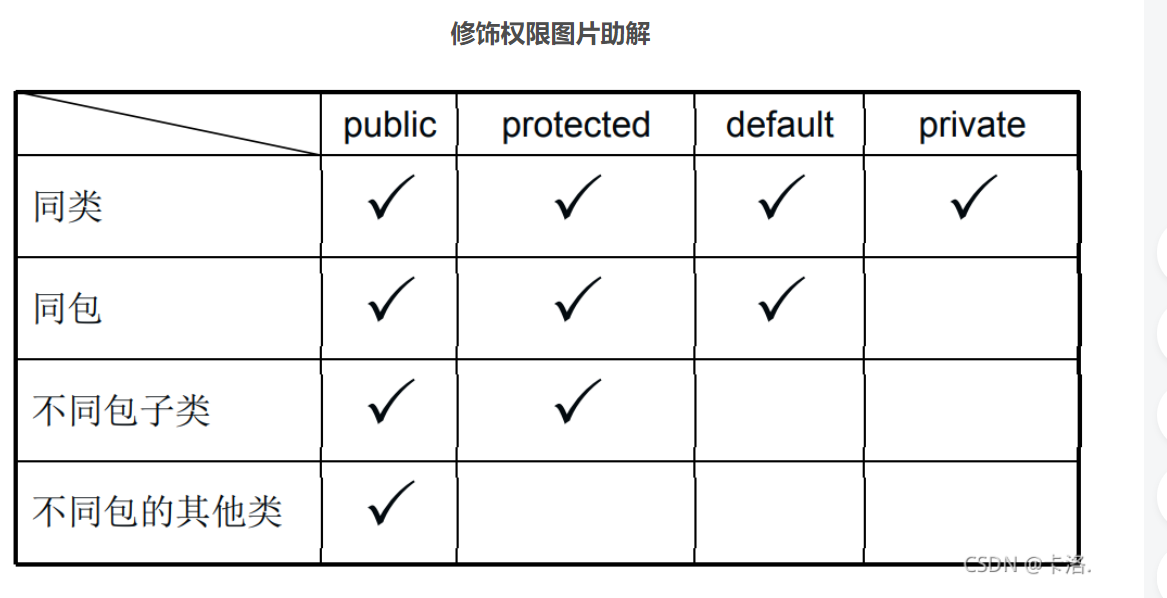 修饰权限图片助解
public protected default private
同类 ✓ ✓ ✓ ✓
同包 ✓ ✓ ✓
不同包子类 ✓ ✓
不同包的其他类 ✓
CSDN @卡洛.